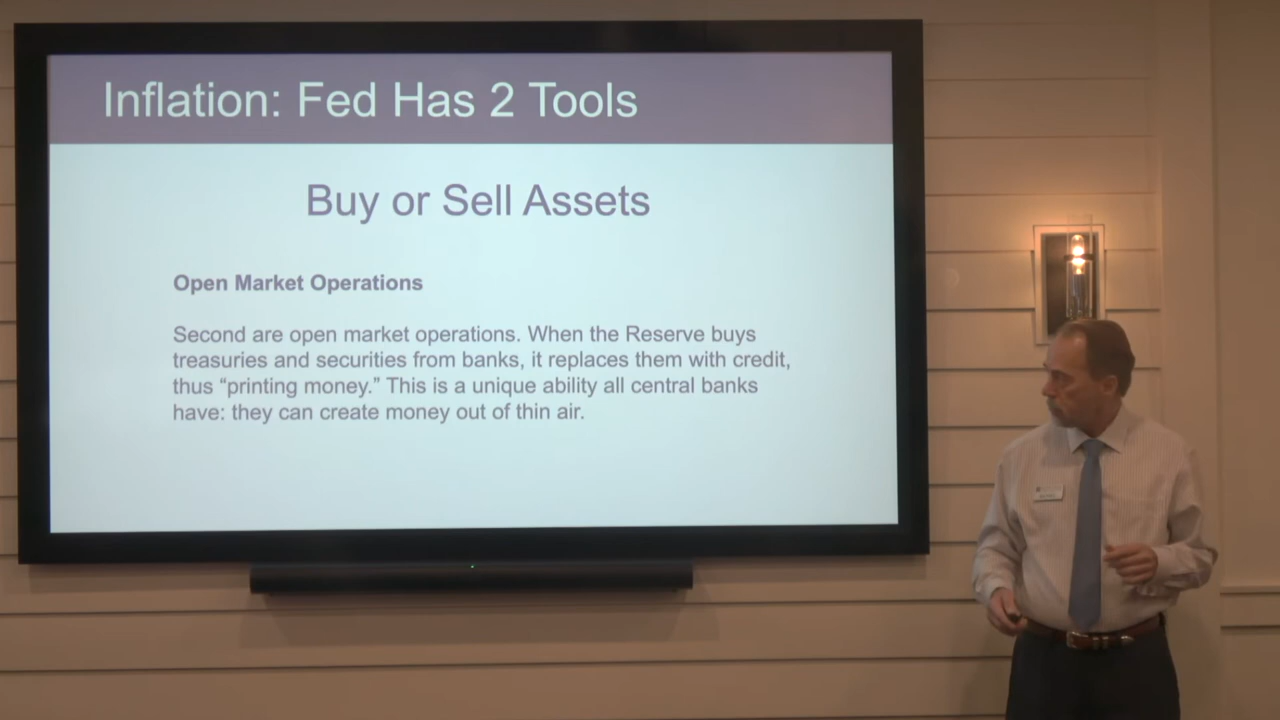 Inflation: Fed Has 2 Tools
Buy or Sell Assets
Open Market Operations
Second are open market operations. When the Reserve buys
treasuries and securities from banks, it replaces them with credit,
thus “printing money.” This is a unique ability all central banks
have: they can create money out of thin air.